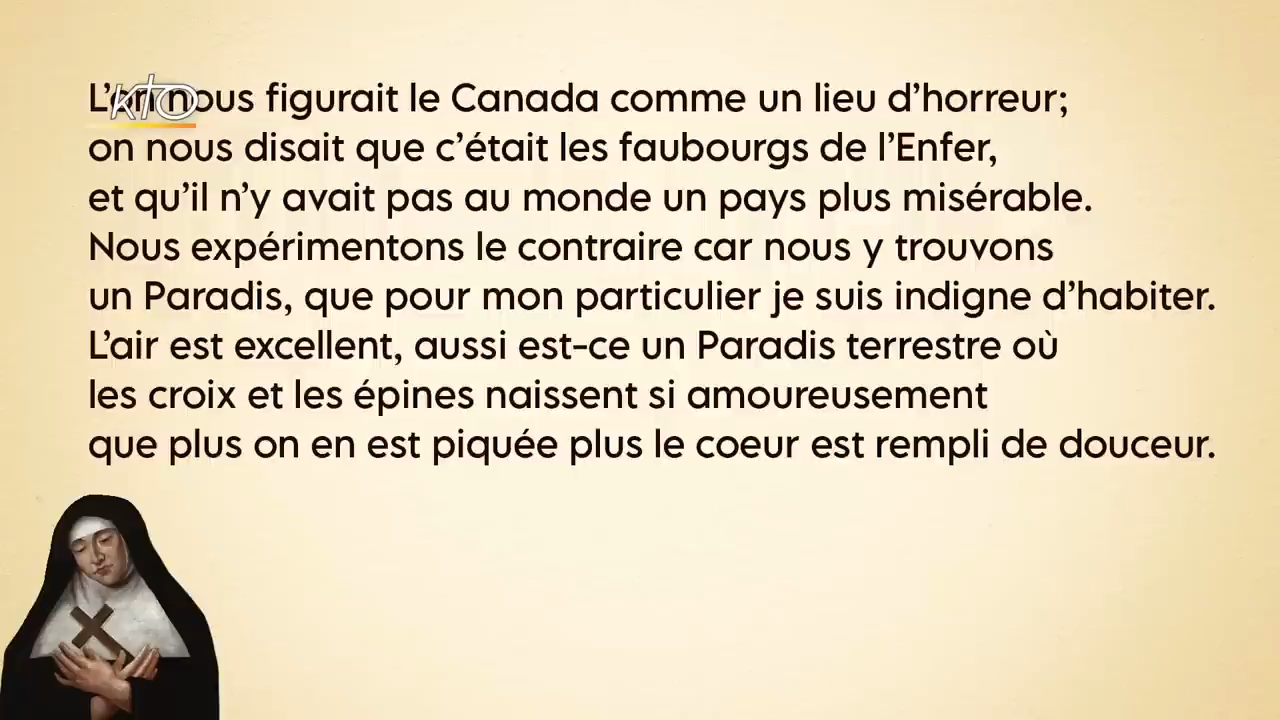 KTO
L'on nous figurait le Canada comme un lieu d'horreur;
on nous disait que c'était les faubourgs de l'Enfer,
et qu'il n'y avait pas au monde un pays plus misérable.
Nous expérimentons le contraire car nous y trouvons
un Paradis, que pour mon particulier je suis indigne d'habiter.
L'air est excellent, aussi est-ce un Paradis terrestre où
les croix et les épines naissent si amoureusement
que plus on en est piquée plus le coeur est rempli de douceur.